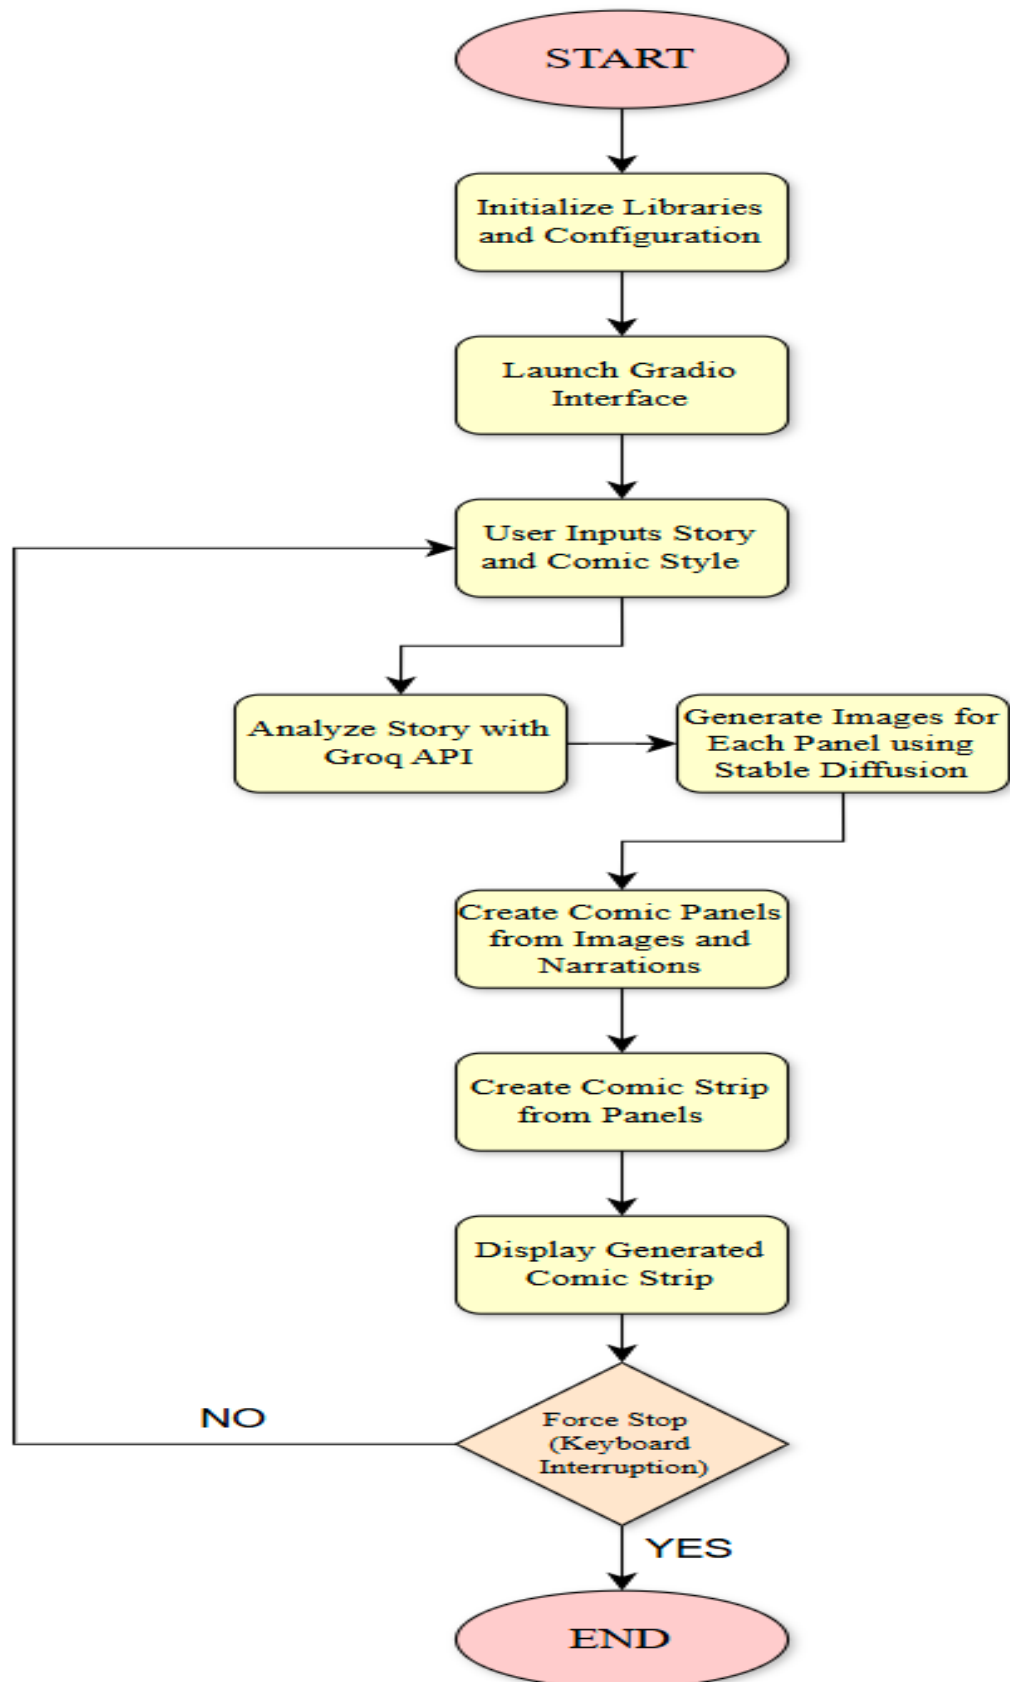 START
Initialize Libraries
and Configuration
Launch Gradio
Interface
User Inputs Story
and Comic Style
Analyze Story with
Groq API
Generate Images for
Each Panel using
Stable Diffusion
Create Comic Panels
from Images and
Narrations
Create Comic Strip
from Panels
Display Generated
Comic Strip
Force Stop
(Keyboard
Interruption)
NO
YES
END